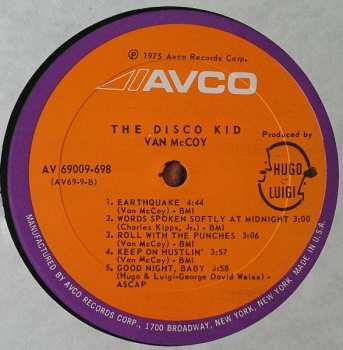 ℗ 1975 Avco Records Corp.
AVCO
THE DISCO KID
VAN McCOY
Produced by
HUGO
&
LUIGI
AV 69009-698
(AV69-9-B)
1. EARTHQUAKE 4:44
(Van McCoy) - BMI
2. WORDS SPOKEN SOFTLY AT MIDNIGHT 3:00
(Charles Kipps, Jr.) - BMI
3. ROLL WITH THE PUNCHES 3:06
(Van McCoy) - BMI
4. KEEP ON HUSTLIN' 3:57
(Van McCoy) - BMI
5. GOOD NIGHT, BABY 3:58
(Hugo & Luigi-George David Weiss) -
ASCAP
MANUFACTURED BY AVCO RECORDS CORP., 1700 BROADWAY, NEW YORK, NEW YORK. MADE IN U.S.A.